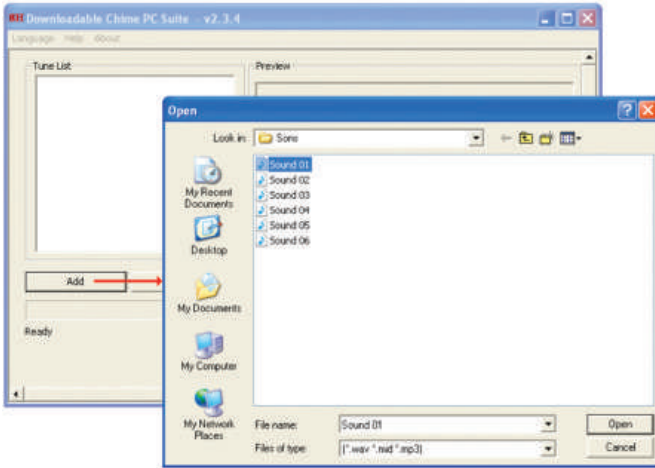 Downloadable Chime PC Suite - v2.3.4
Language Help About
Tune List
Preview
Open
Look in:
Sons
Sound 01
Sound 02
Sound 03
Sound 04
Sound 05
Sound 06
My Recent
Documents
Desktop
My Documents
My Computer
My Network
Places
Add
Ready
File name:
Sound 01
Open
Files of type:
(*.wav *.mid *.mp3)
Cancel